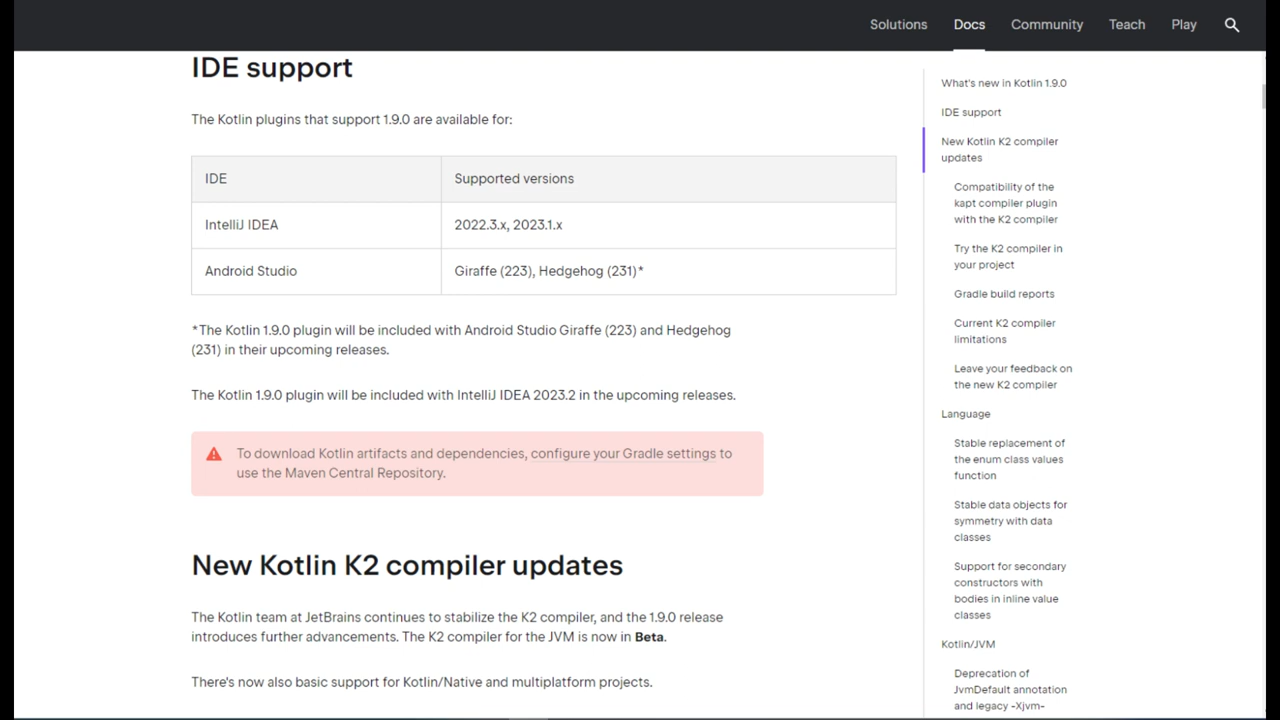 Solutions Docs Community Teach Play
IDE support
The Kotlin plugins that support 1.9.0 are available for:
IDE Supported versions
IntelliJ IDEA 2022.3.x, 2023.1.x
Android Studio Giraffe (223), Hedgehog (231)*
*The Kotlin 1.9.0 plugin will be included with Android Studio Giraffe (223) and Hedgehog
(231) in their upcoming releases.
The Kotlin 1.9.0 plugin will be included with IntelliJ IDEA 2023.2 in the upcoming releases.
To download Kotlin artifacts and dependencies, configure your Gradle settings to
use the Maven Central Repository.
New Kotlin K2 compiler updates
The Kotlin team at JetBrains continues to stabilize the K2 compiler, and the 1.9.0 release
introduces further advancements. The K2 compiler for the JVM is now in Beta.
There's now also basic support for Kotlin/Native and multiplatform projects.
What's new in Kotlin 1.9.0
IDE support
New Kotlin K2 compiler
updates
Compatibility of the
kapt compiler plugin
with the K2 compiler
Try the K2 compiler in
your project
Gradle build reports
Current K2 compiler
limitations
Leave your feedback on
the new K2 compiler
Language
Stable replacement of
the enum class values
function
Stable data objects for
symmetry with data
classes
Support for secondary
constructors with
bodies in inline value
classes
Kotlin/JVM
Deprecation of
JvmDefault annotation
and legacy -Xjvm-